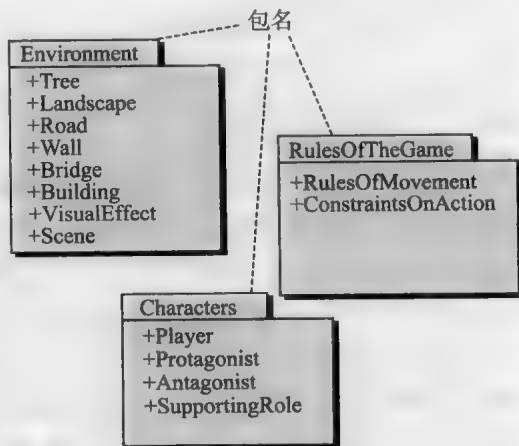 包名
Environment
+Tree
+Landscape
+Road
+Wall
+Bridge
+Building
+VisualEffect
+Scene
RulesOfTheGame
+RulesOfMovement
+ConstraintsOnAction
Characters
+Player
+Protagonist
+Antagonist
+SupportingRole